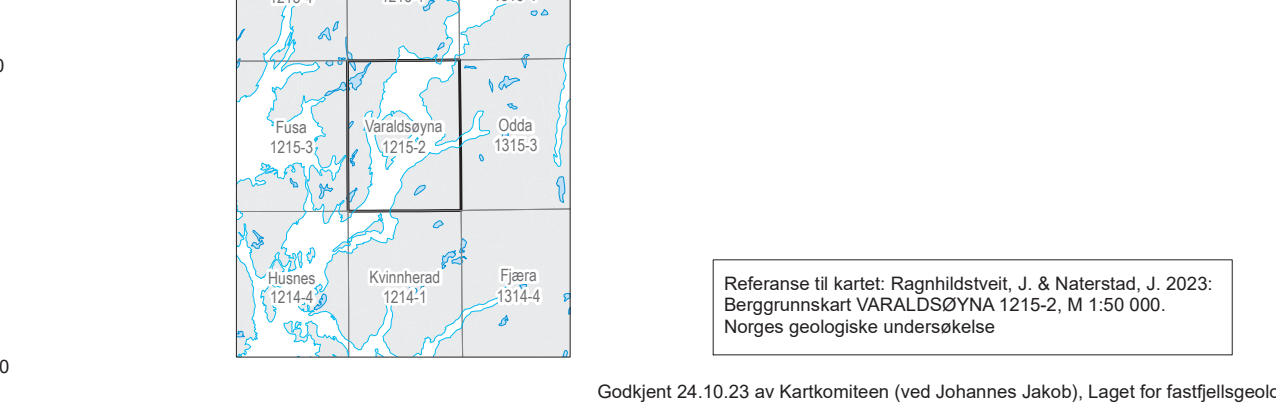 0
Fusa
1215-3
Varaldsøyna
1215-2
Odda
1315-3
Husnes
1214-4
Kvinnherad
1214-1
Fjæra
1314-4
Referanse til kartet: Ragnhildstveit, J. & Naterstad, J. 2023:
Berggrunnskart VARALDSØYNA 1215-2, M 1:50 000.
Norges geologiske undersøkelse
0
Godkjent 24.10.23 av Kartkomiteen (ved Johannes Jakob), Laget for